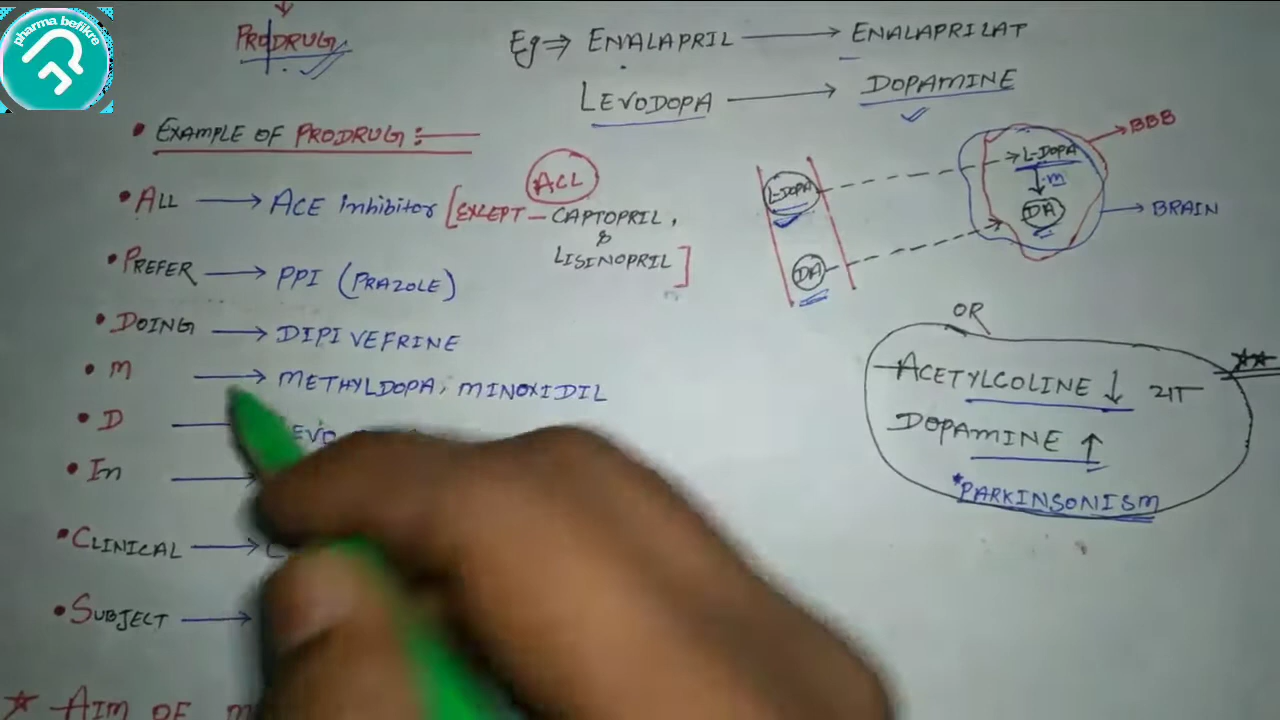 pharma befikre
PRODRUG
Eg ⇒ ENALAPRIL → ENALAPRILAT
LEVODOPA → DOPAMINE
• EXAMPLE OF PRODRUG :-
• ALL → ACE Inhibitor [EXCEPT - CAPTOPRIL,
&
LISINOPRIL]
ACL
• PREFER → PPI (PRAZOLE)
• DOING → DIPIVEFRINE
• M → METHYLDOPA, MINOXIDIL
• D
• In
• CLINICAL →
• SUBJECT →
* AIM OF M
L-DOPA
DA
BBB
L-DOPA
m
DA
BRAIN
OR
ACETYLCOLINE ↓
DOPAMINE ↑
*PARKINSONISM
**